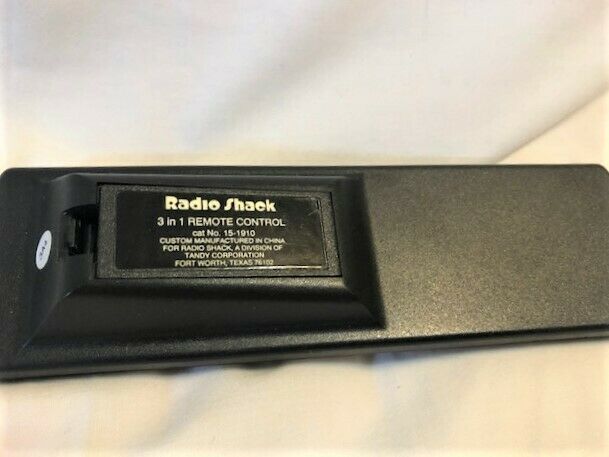 Radio Shack
3 in 1 REMOTE CONTROL
cat No. 15-1910
CUSTOM MANUFACTURED IN CHINA
FOR RADIO SHACK, A DIVISION OF
TANDY CORPORATION
FORT WORTH, TEXAS 76102